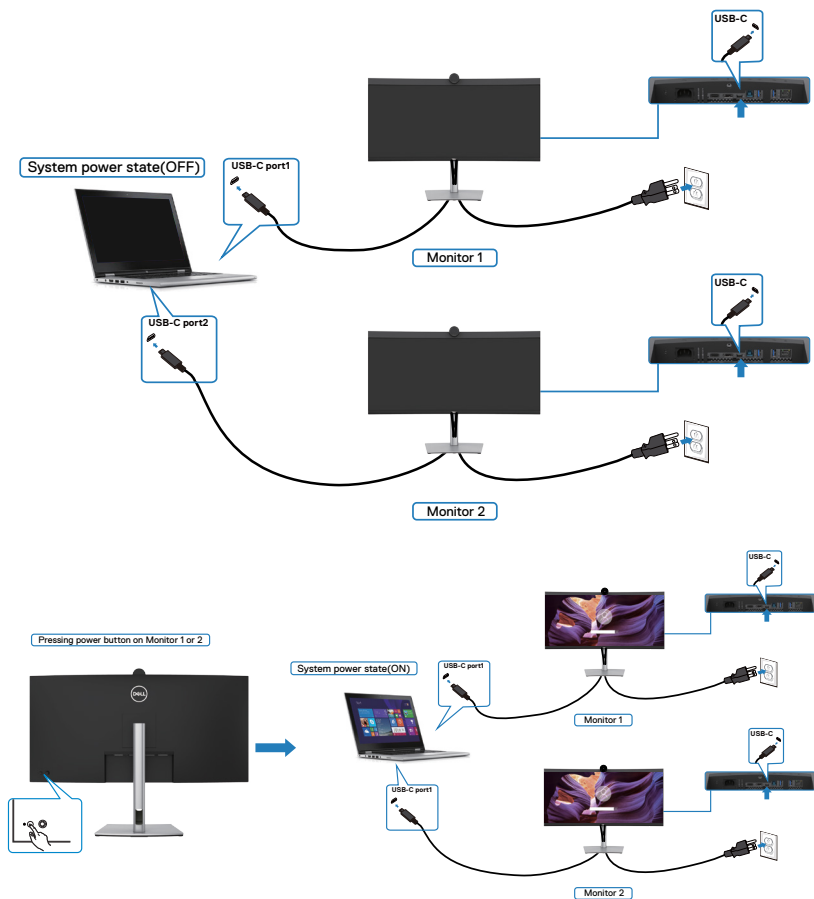 USB-C
System power state(OFF)
USB-C port1
Monitor 1
USB-C
USB-C port2
Monitor 2
USB-C
Pressing power button on Monitor 1 or 2
System power state(ON)
USB-C port1
DELL
Monitor 1
USB-C
USB-C port1
Monitor 2